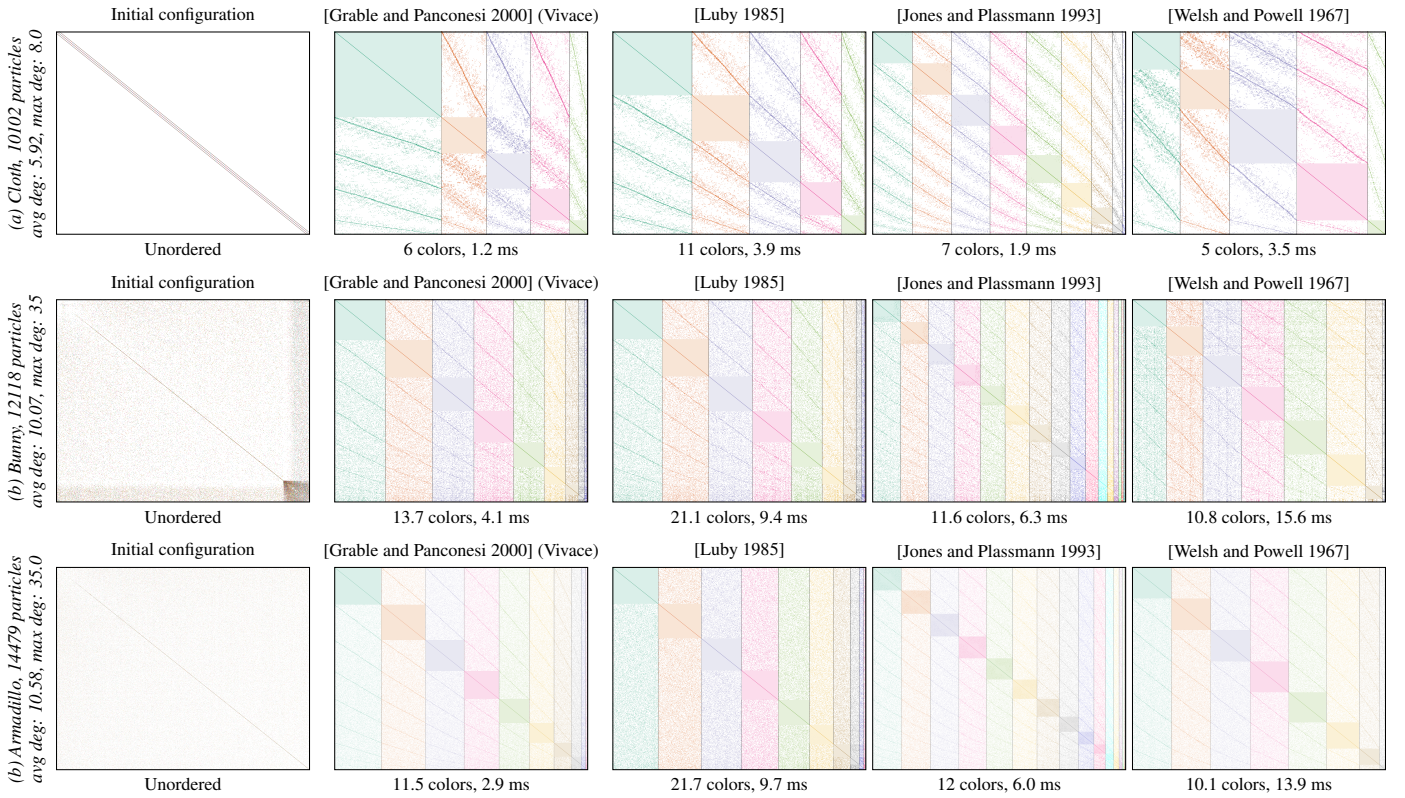 Initial configuration
[Grable and Panconesi 2000] (Vivace)
[Luby 1985]
[Jones and Plassmann 1993]
[Welsh and Powell 1967]
(a) Cloth, 10102 particles
avg deg: 5.92, max deg: 8.0
Unordered
6 colors, 1.2 ms
11 colors, 3.9 ms
7 colors, 1.9 ms
5 colors, 3.5 ms
Initial configuration
[Grable and Panconesi 2000] (Vivace)
[Luby 1985]
[Jones and Plassmann 1993]
[Welsh and Powell 1967]
(b) Bunny, 12118 particles
avg deg: 10.07, max deg: 35
Unordered
13.7 colors, 4.1 ms
21.1 colors, 9.4 ms
11.6 colors, 6.3 ms
10.8 colors, 15.6 ms
Initial configuration
[Grable and Panconesi 2000] (Vivace)
[Luby 1985]
[Jones and Plassmann 1993]
[Welsh and Powell 1967]
(b) Armadillo, 14479 particles
avg deg: 10.58, max deg: 35.0
Unordered
11.5 colors, 2.9 ms
21.7 colors, 9.7 ms
12 colors, 6.0 ms
10.1 colors, 13.9 ms